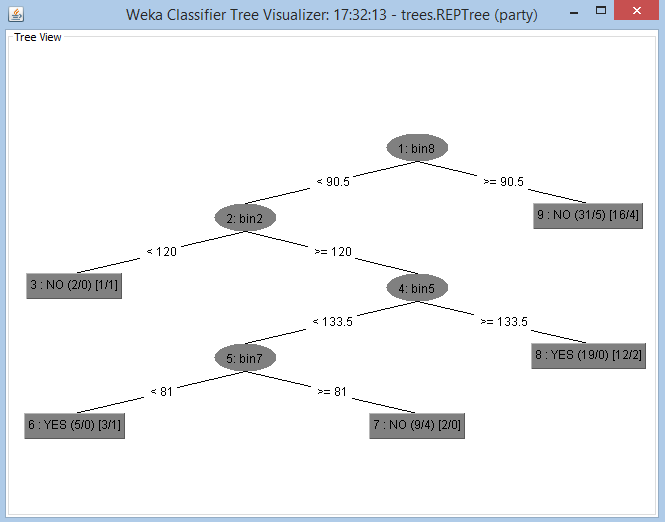 Weka Classifier Tree Visualizer: 17:32:13 - trees.REPTree (party)
Tree View
1: bin8
< 90.5
>= 90.5
2: bin2
9 : NO (31/5) [16/4]
< 120
>= 120
3 : NO (2/0) [1/1]
4: bin5
< 133.5
>= 133.5
5: bin7
8 : YES (19/0) [12/2]
< 81
>= 81
6 : YES (5/0) [3/1]
7 : NO (9/4) [2/0]